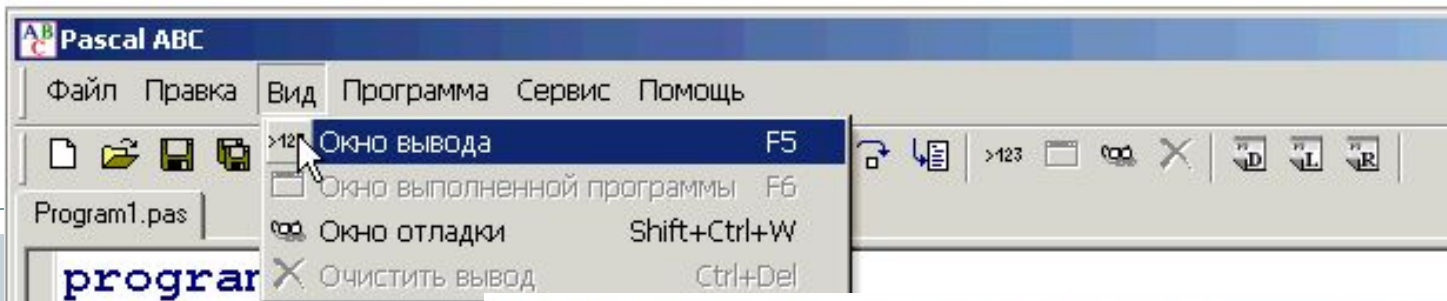 Pascal ABC
Файл Правка Вид Программа Сервис Помощь
Окно вывода F5
>123
Окно выполненной программы F6
Program1.pas
Окно отладки Shift+Ctrl+W
Очистить вывод Ctrl+Del